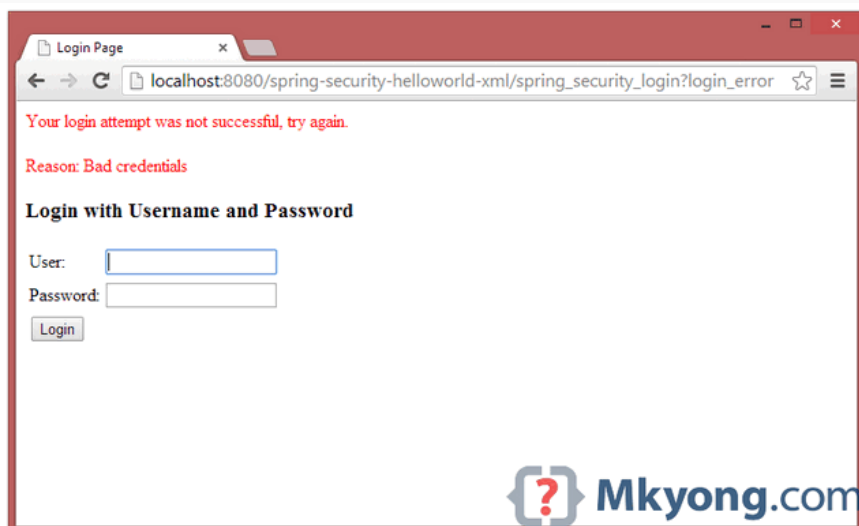 Login Page
localhost:8080/spring-security-helloworld-xml/spring_security_login?login_error
Your login attempt was not successful, try again.
Reason: Bad credentials
Login with Username and Password
User:
Password:
Login
{?} Mkyong.com